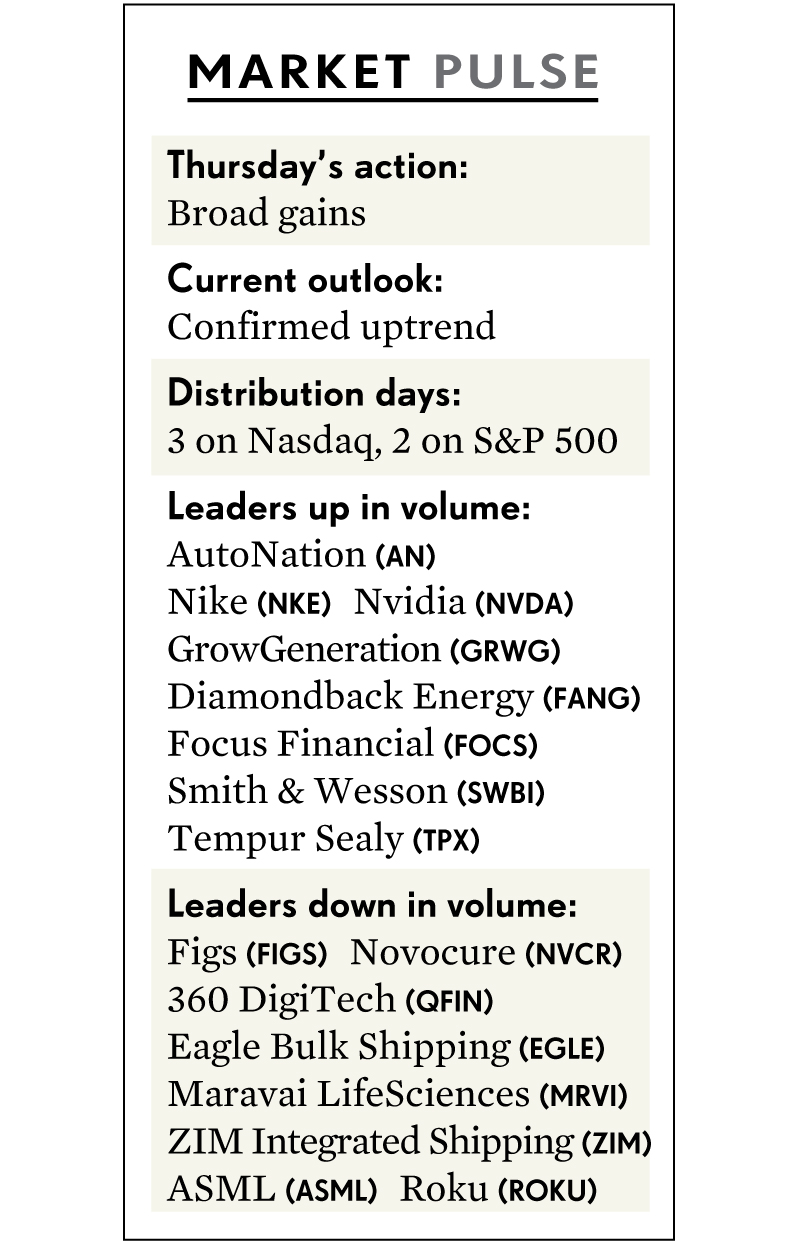 MARKET PULSE
Thursday’s action:
Broad gains
Current outlook:
Confirmed uptrend
Distribution days:
3 on Nasdaq, 2 on S&P 500
Leaders up in volume:
AutoNation (AN)
Nike (NKE) Nvidia (NVDA)
GrowGeneration (GRWG)
Diamondback Energy (FANG)
Focus Financial (FOCS)
Smith & Wesson (SWBI)
Tempur Sealy (TPX)
Leaders down in volume:
Figs (FIGS) Novocure (NVCR)
360 DigiTech (QFIN)
Eagle Bulk Shipping (EGLE)
Maravai LifeSciences (MRVI)
ZIM Integrated Shipping (ZIM)
ASML (ASML) Roku (ROKU)